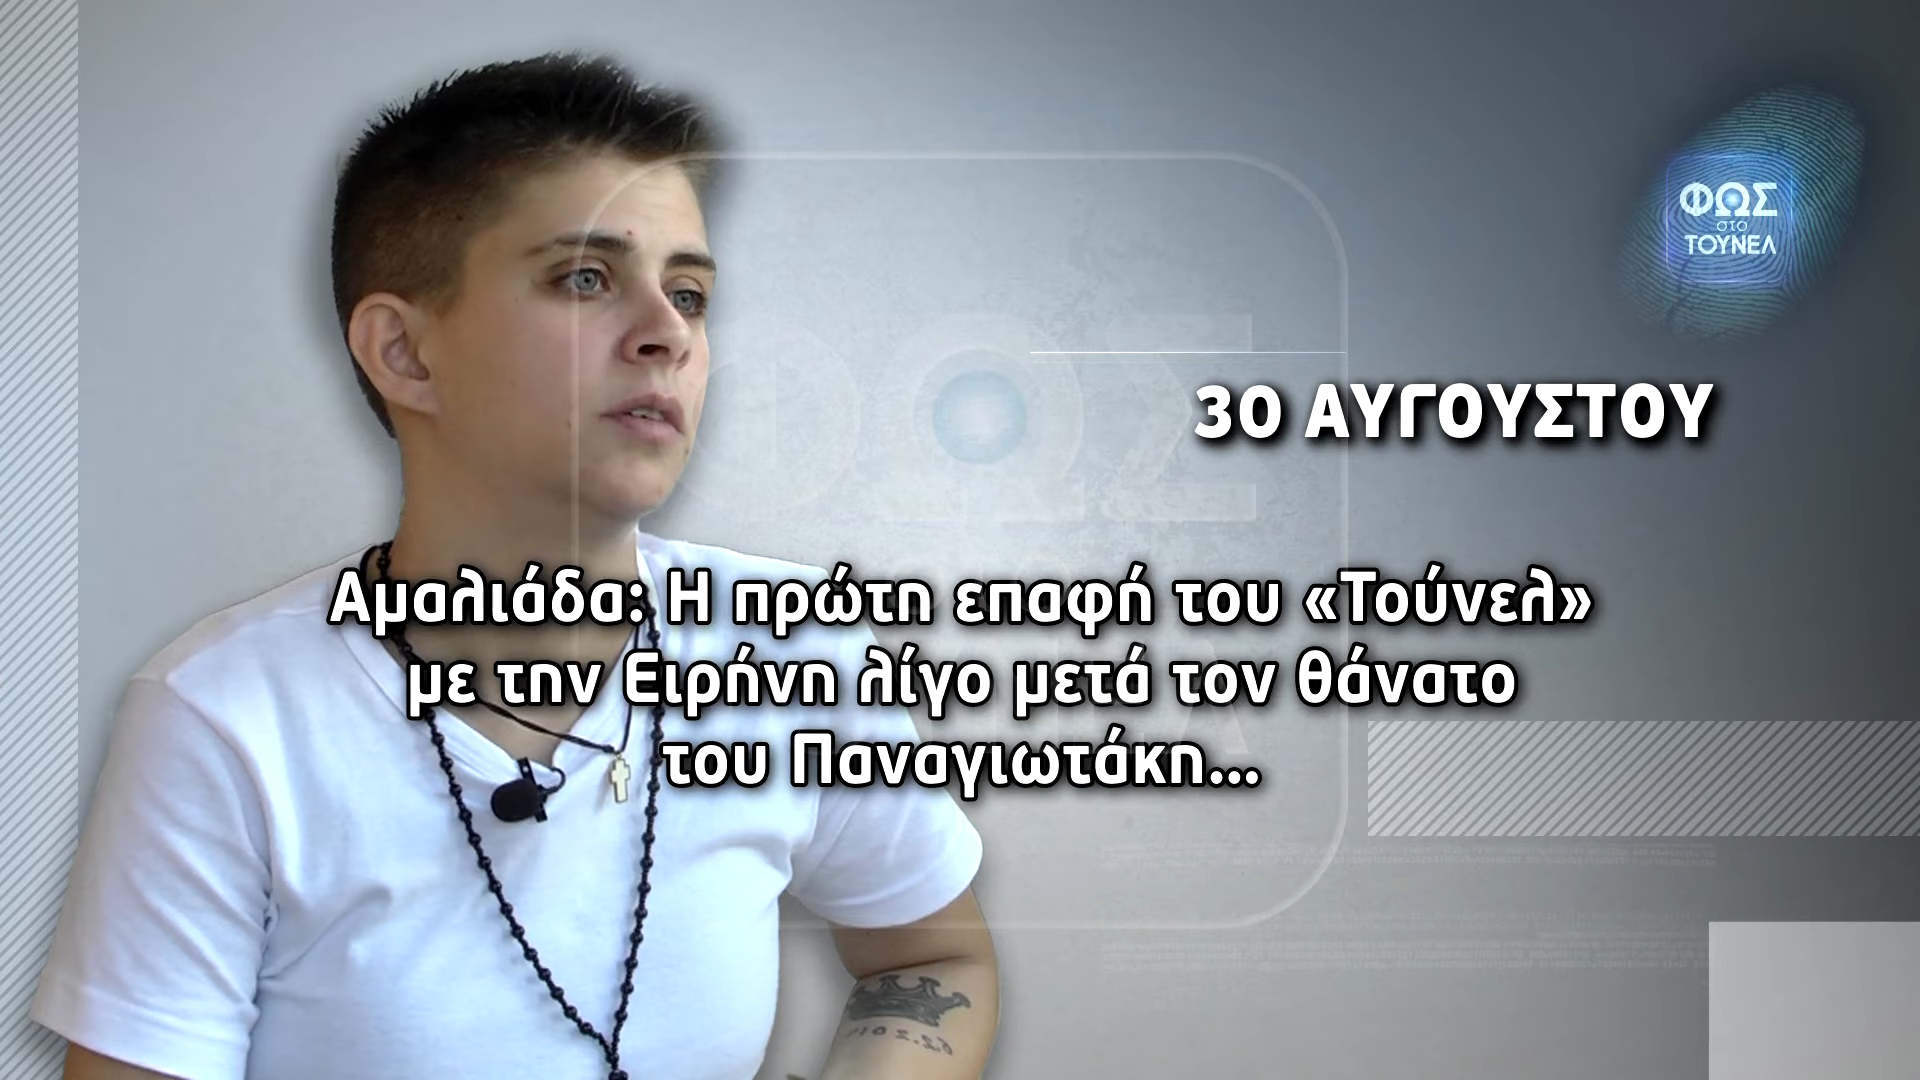 ΦΩΣ
στο
ΤΟΥΝΕΛ
30 ΑΥΓΟΥΣΤΟΥ
Αμαλιάδα: Η πρώτη επαφή του «Τούνελ»
με την Ειρήνη λίγο μετά τον θάνατο
του Παναγιωτάκη...